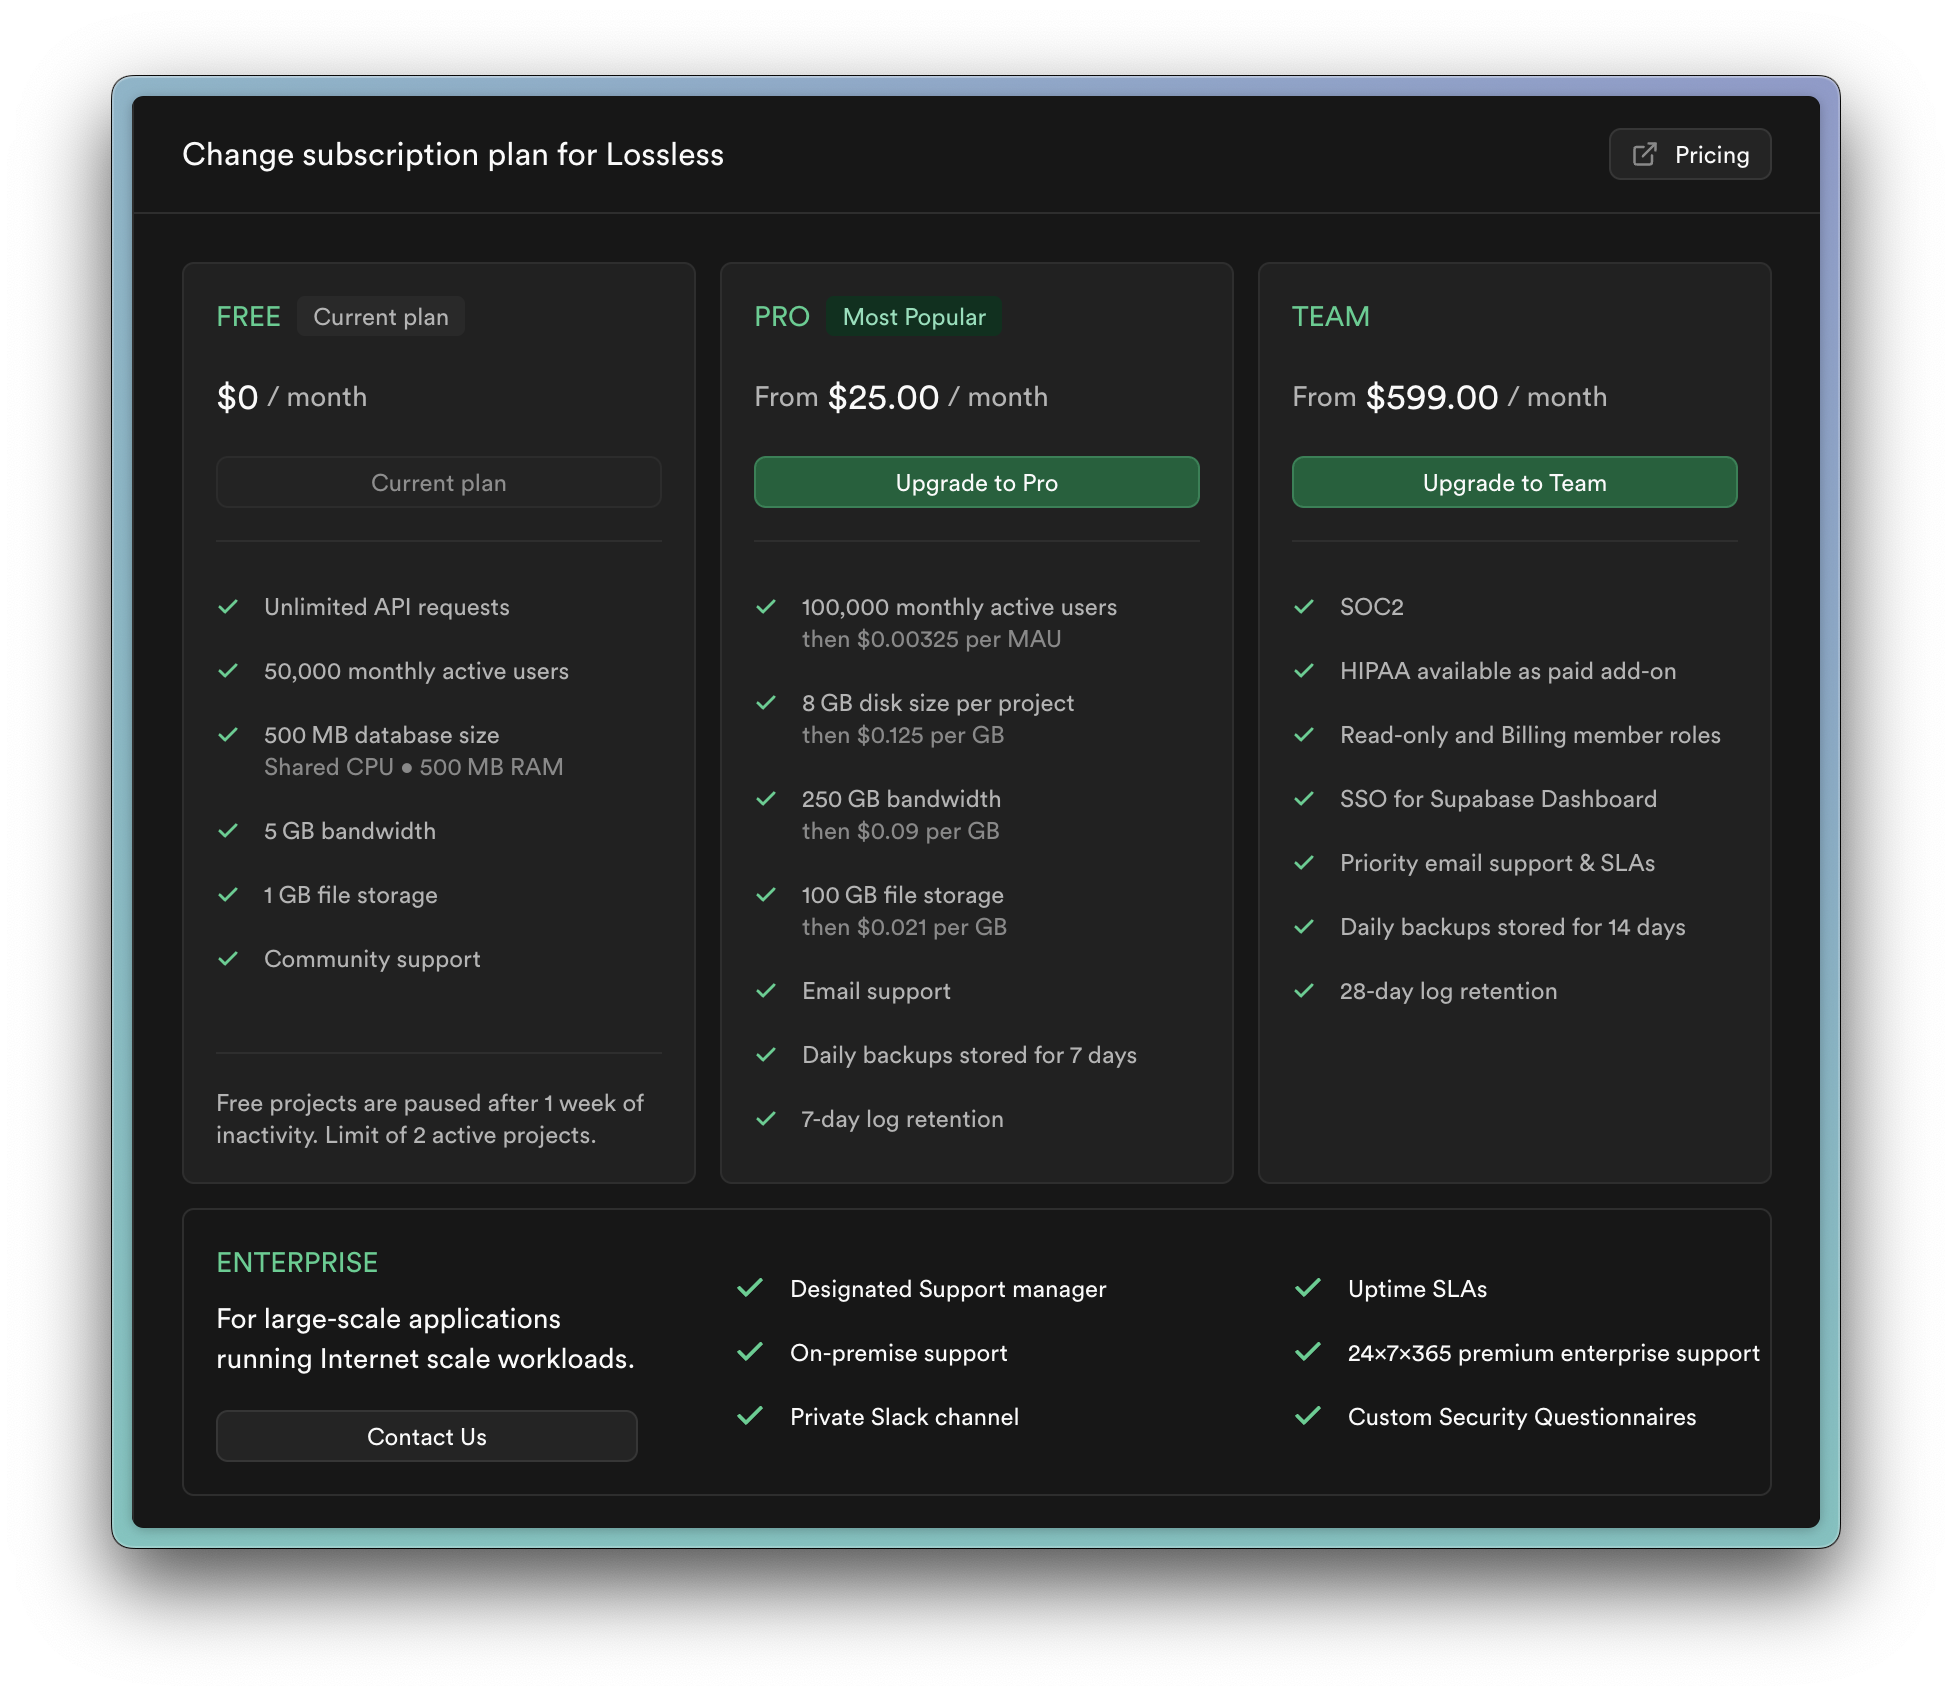 Change subscription plan for Lossless
Pricing
FREE
Current plan
$0 / month
Current plan
Unlimited API requests
50,000 monthly active users
500 MB database size
Shared CPU • 500 MB RAM
5 GB bandwidth
1 GB file storage
Community support
Free projects are paused after 1 week of
inactivity. Limit of 2 active projects.
PRO
Most Popular
From $25.00 / month
Upgrade to Pro
100,000 monthly active users
then $0.00325 per MAU
8 GB disk size per project
then $0.125 per GB
250 GB bandwidth
then $0.09 per GB
100 GB file storage
then $0.021 per GB
Email support
Daily backups stored for 7 days
7-day log retention
TEAM
From $599.00 / month
Upgrade to Team
SOC2
HIPAA available as paid add-on
Read-only and Billing member roles
SSO for Supabase Dashboard
Priority email support & SLAs
Daily backups stored for 14 days
28-day log retention
ENTERPRISE
For large-scale applications
running Internet scale workloads.
Contact Us
Designated Support manager
On-premise support
Private Slack channel
Uptime SLAs
24×7×365 premium enterprise support
Custom Security Questionnaires